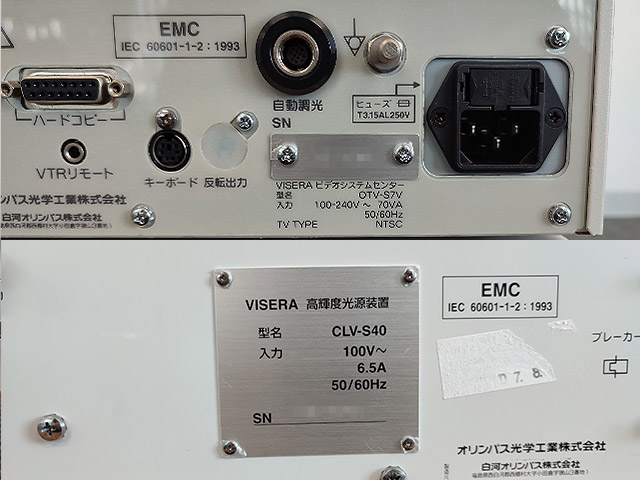 EMC
IEC 60601-1-2:1993
自動調光
SN
ヒューズ
T3.15AL250V
ハードコピー
VTRリモート
キーボード 反転出力
VISERA ビデオシステムセンター
型名 OTV-S7V
入力 100-240V ~ 70VA
50/60Hz
TV TYPE NTSC
ンパス光学工業株式会社
白河オリンパス株式会社
VISERA 高輝度光源装置
型名 CLV-S40
入力 100V~
6.5A
50/60Hz
SN
EMC
IEC 60601-1-2:1993
07.8
ブレーカー
オリンパス光学工業株式会社
白河オリンパス株式会社